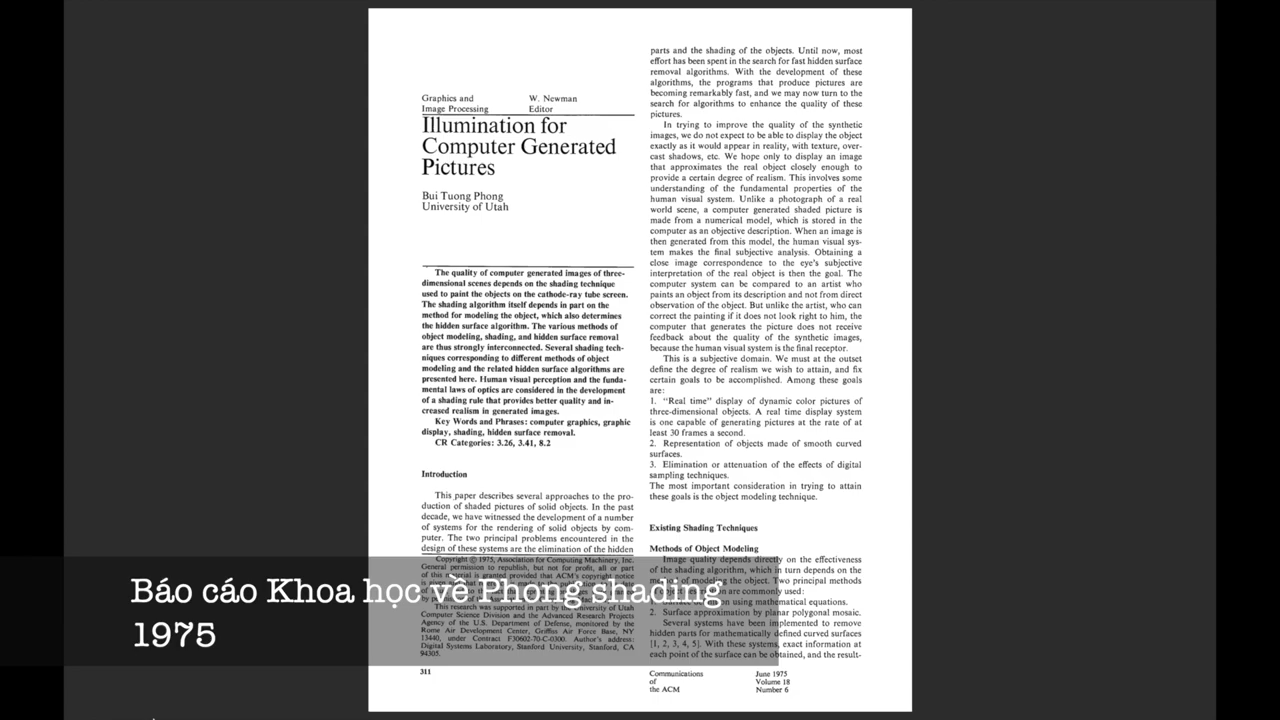 Graphics and
Image Processing
W. Newman
Editor
Illumination for
Computer Generated
Pictures
Bui Tuong Phong
University of Utah
The quality of computer generated images of three-
dimensional scenes depends on the shading technique
used to paint the objects on the cathode-ray tube screen.
The shading algorithm itself depends in part on the
method for modeling the object, which also determines
the hidden surface algorithm. The various methods of
object modeling, shading, and hidden surface removal
are thus strongly interconnected. Several shading tech-
niques corresponding to different methods of object
modeling and the related hidden surface algorithms are
presented here. Human visual perception and the funda-
mental laws of optics are considered in the development
of a shading rule that provides better quality and in-
creased realism in generated images.
Key Words and Phrases: computer graphics, graphic
display, shading, hidden surface removal.
CR Categories: 3.26, 3.41, 8.2
Introduction
This paper describes several approaches to the pro-
duction of shaded pictures of solid objects. In the past
decade, we have witnessed the development of a number
of systems for the rendering of solid objects by com-
puter. The two principal problems encountered in the
design of these systems are the elimination of the hidden
Copyright © 1975, Association for Computing Machinery, Inc.
General permission to republish, but not for profit, all or part
of this material is granted provided that ACM's copyright notice
This research was supported in part by the University of Utah
Computer Science Division and the Advanced Research Projects
Agency of the U.S. Department of Defense, monitored by the
Rome Air Development Center, Griffiss Air Force Base, NY
13440, under Contract F30602-70-C-0300. Author's address:
Digital Systems Laboratory, Stanford University, Stanford, CA
94305.
311
parts and the shading of the objects. Until now, most
effort has been spent in the search for fast hidden surface
removal algorithms. With the development of these
algorithms, the programs that produce pictures are
becoming remarkably fast, and we may now turn to the
search for algorithms to enhance the quality of these
pictures.
In trying to improve the quality of the synthetic
images, we do not expect to be able to display the object
exactly as it would appear in reality, with texture, over-
cast shadows, etc. We hope only to display an image
that approximates the real object closely enough to
provide a certain degree of realism. This involves some
understanding of the fundamental properties of the
human visual system. Unlike a photograph of a real
world scene, a computer generated shaded picture is
made from a numerical model, which is stored in the
computer as an objective description. When an image is
then generated from this model, the human visual sys-
tem makes the final subjective analysis. Obtaining a
close image correspondence to the eye's subjective
interpretation of the real object is then the goal. The
computer system can be compared to an artist who
paints an object from its description and not from direct
observation of the object. But unlike the artist, who can
correct the painting if it does not look right to him, the
computer that generates the picture does not receive
feedback about the quality of the synthetic images,
because the human visual system is the final receptor.
This is a subjective domain. We must at the outset
define the degree of realism we wish to attain, and fix
certain goals to be accomplished. Among these goals
are:
1. "Real time" display of dynamic color pictures of
three-dimensional objects. A real time display system
is one capable of generating pictures at the rate of at
least 30 frames a second.
2. Representation of objects made of smooth curved
surfaces.
3. Elimination or attenuation of the effects of digital
sampling techniques.
The most important consideration in trying to attain
these goals is the object modeling technique.
Existing Shading Techniques
Methods of Object Modeling
Image quality depends directly on the effectiveness
of the shading algorithm, which in turn depends on the
method of modeling the object. Two principal methods
of object description are commonly used:
using mathematical equations.
2. Surface approximation by planar polygonal mosaic.
Several systems have been implemented to remove
hidden parts for mathematically defined curved surfaces
[1, 2, 3, 4, 5]. With these systems, exact information at
each point of the surface can be obtained, and the result-
Communications
of
the ACM
June 1975
Volume 18
Number 6
Báo cáo Khoa học về Phong shading
1975